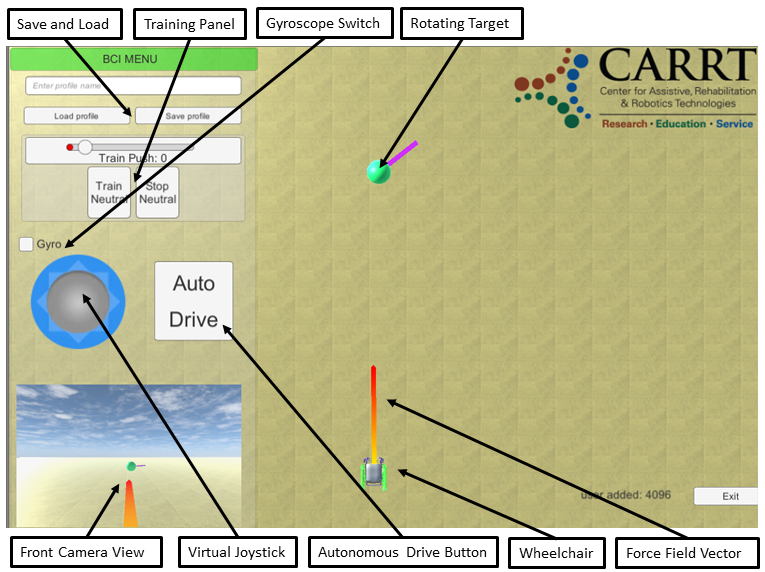 Save and Load
Training Panel
Gyroscope Switch
Rotating Target
BCI MENU
Enter profile name
Load profile
Save profile
Train Push: 0
Train
Neutral
Stop
Neutral
Gyro
Auto
Drive
CARRT
Center for Assistive, Rehabilitation
& Robotics Technologies
Research • Education • Service
user added: 4096
Exit
Front Camera View
Virtual Joystick
Autonomous Drive Button
Wheelchair
Force Field Vector